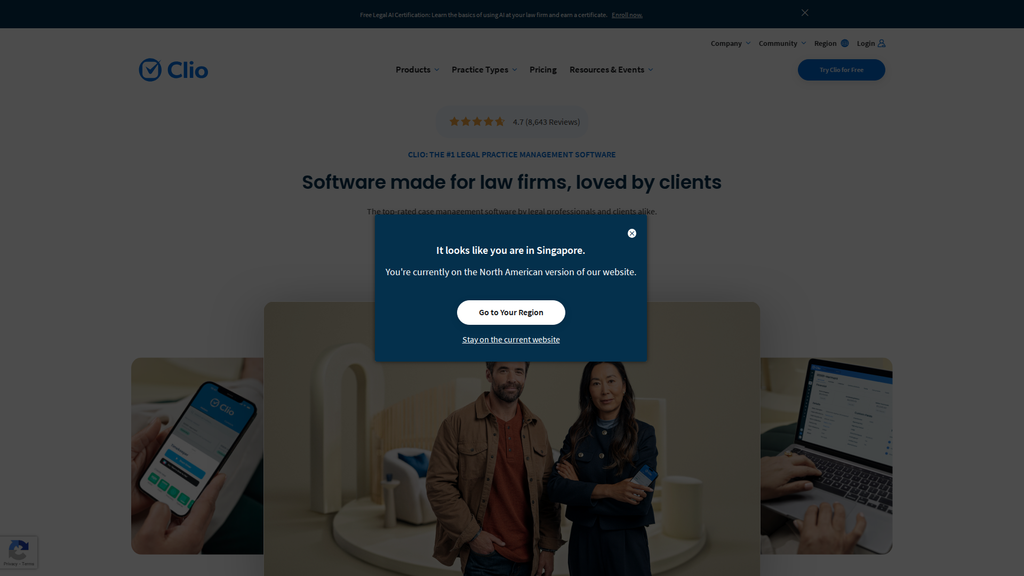 Free Legal AI Certification: Learn the basics of using AI at your law firm and earn a certificate. Enroll now.
Company Community Region Login
Clio
Products Practice Types Pricing Resources & Events
Try Clio for Free
4.7 (8,643 Reviews)
CLIO: THE #1 LEGAL PRACTICE MANAGEMENT SOFTWARE
Software made for law firms, loved by clients
The top-rated case management software by legal professionals and clients alike.
It looks like you are in Singapore.
You're currently on the North American version of our website.
Go to Your Region
Stay on the current website
Clio
Privacy - Terms